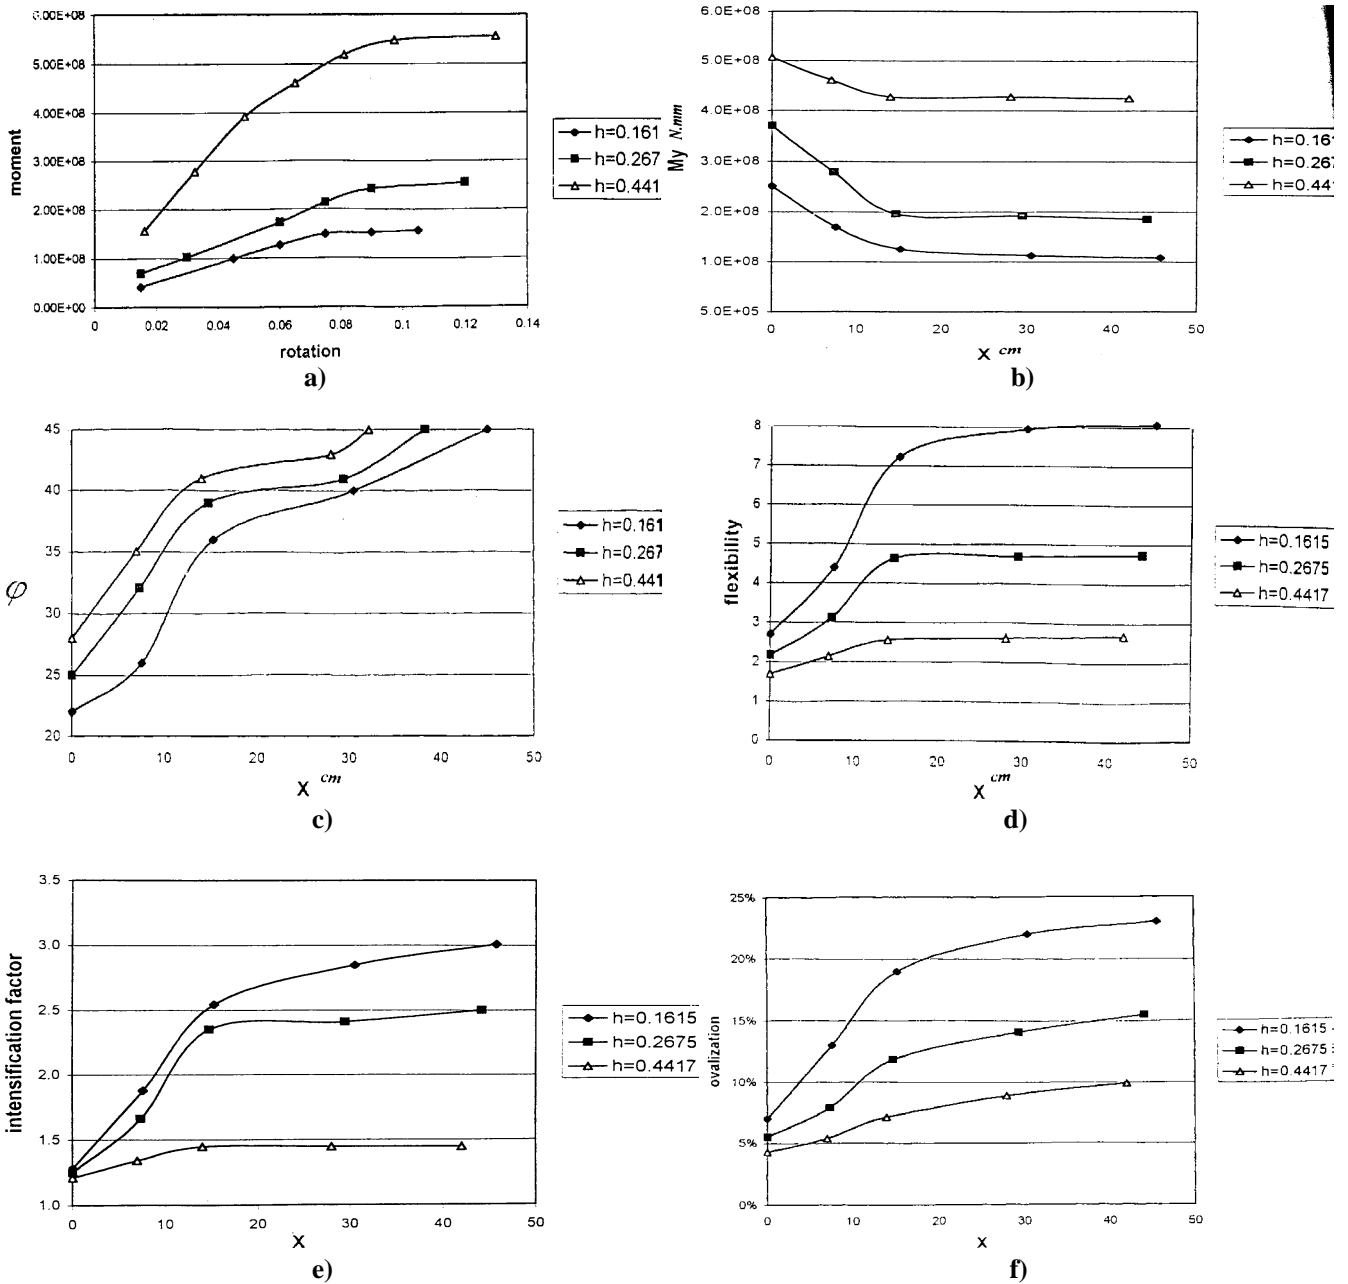 6.00E+08
5.00E+08
4.00E+08
3.00E+08
2.00E+08
1.00E+08
0.00E+00
0 0.02 0.04 0.06 0.08 0.1 0.12 0.14
moment
rotation
h=0.161
h=0.267
h=0.441
a)
6.0E+08
5.0E+08
4.0E+08
3.0E+08
2.0E+08
1.0E+08
5.0E+05
0 10 20 30 40 50
My N.mm
X cm
h=0.161
h=0.267
h=0.441
b)
45
40
35
30
25
20
0 10 20 30 40 50
φ
X cm
h=0.161
h=0.267
h=0.441
c)
8
7
6
5
4
3
2
1
0
0 10 20 30 40 50
flexibility
X cm
h=0.1615
h=0.2675
h=0.4417
d)
3.5
3.0
2.5
2.0
1.5
1.0
0 10 20 30 40 50
intensification factor
X
h=0.1615
h=0.2675
h=0.4417
e)
25%
20%
15%
10%
5%
0%
0 10 20 30 40 50
ovalization
X
h=0.1615
h=0.2675
h=0.4417
f)